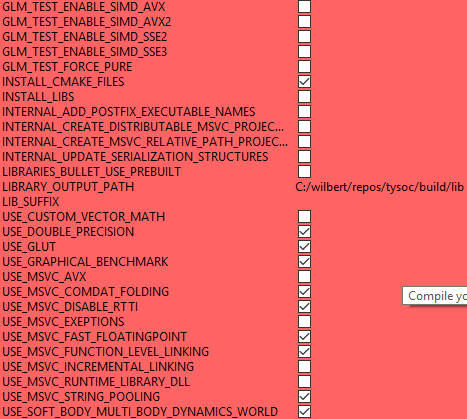 GLM_TEST_ENABLE_SIMD_AVX
GLM_TEST_ENABLE_SIMD_AVX2
GLM_TEST_ENABLE_SIMD_SSE2
GLM_TEST_ENABLE_SIMD_SSE3
GLM_TEST_FORCE_PURE
INSTALL_CMAKE_FILES
INSTALL_LIBS
INTERNAL_ADD_POSTFIX_EXECUTABLE_NAMES
INTERNAL_CREATE_DISTRIBUTABLE_MSVC_PROJEC...
INTERNAL_CREATE_MSVC_RELATIVE_PATH_PROJEC...
INTERNAL_UPDATE_SERIALIZATION_STRUCTURES
LIBRARIES_BULLET_USE_PREBUILT
LIBRARY_OUTPUT_PATH C:/wilbert/repos/tysoc/build/lib
LIB_SUFFIX
USE_CUSTOM_VECTOR_MATH
USE_DOUBLE_PRECISION
USE_GLUT
USE_GRAPHICAL_BENCHMARK
USE_MSVC_AVX
USE_MSVC_COMDAT_FOLDING
USE_MSVC_DISABLE_RTTI
USE_MSVC_EXEPTIONS
USE_MSVC_FAST_FLOATINGPOINT
USE_MSVC_FUNCTION_LEVEL_LINKING
USE_MSVC_INCREMENTAL_LINKING
USE_MSVC_RUNTIME_LIBRARY_DLL
USE_MSVC_STRING_POOLING
USE_SOFT_BODY_MULTI_BODY_DYNAMICS_WORLD
Compile yo